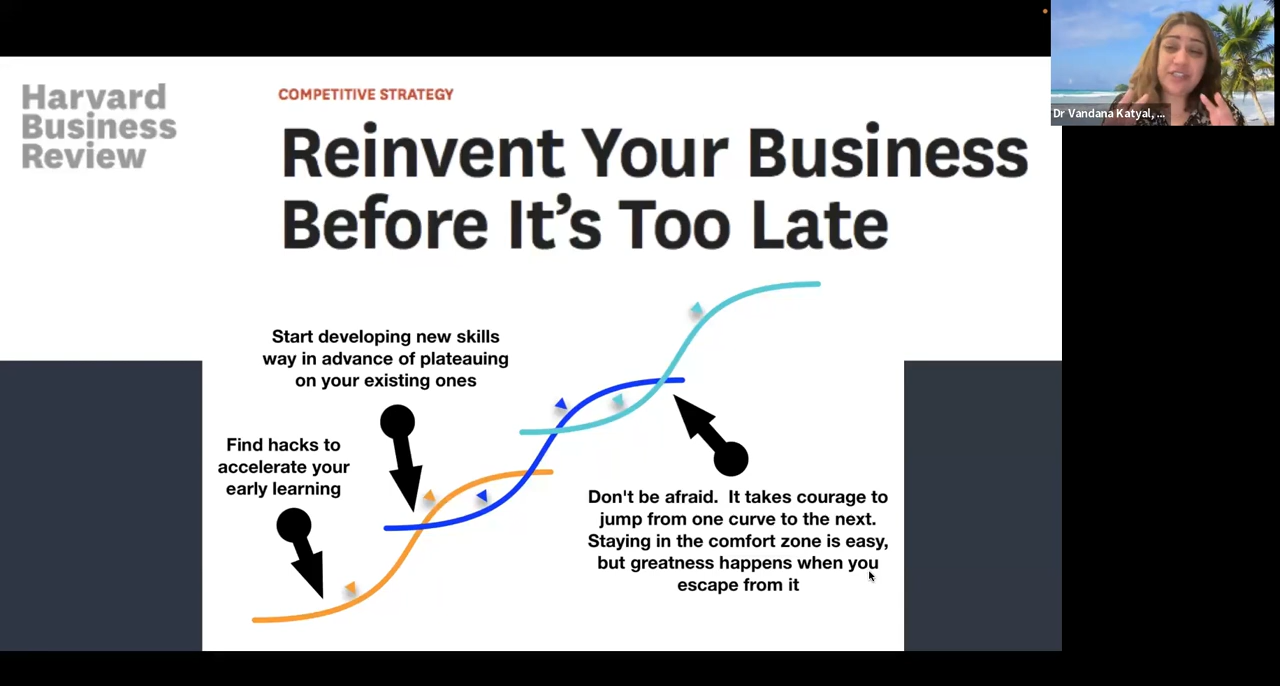 Harvard
Business
Review
COMPETITIVE STRATEGY
Reinvent Your Business
Before It's Too Late
Dr Vandana Katyal, ...
Start developing new skills
way in advance of plateauing
on your existing ones
Find hacks to
accelerate your
early learning
Don't be afraid.  It takes courage to
jump from one curve to the next.
Staying in the comfort zone is easy,
but greatness happens when you
escape from it